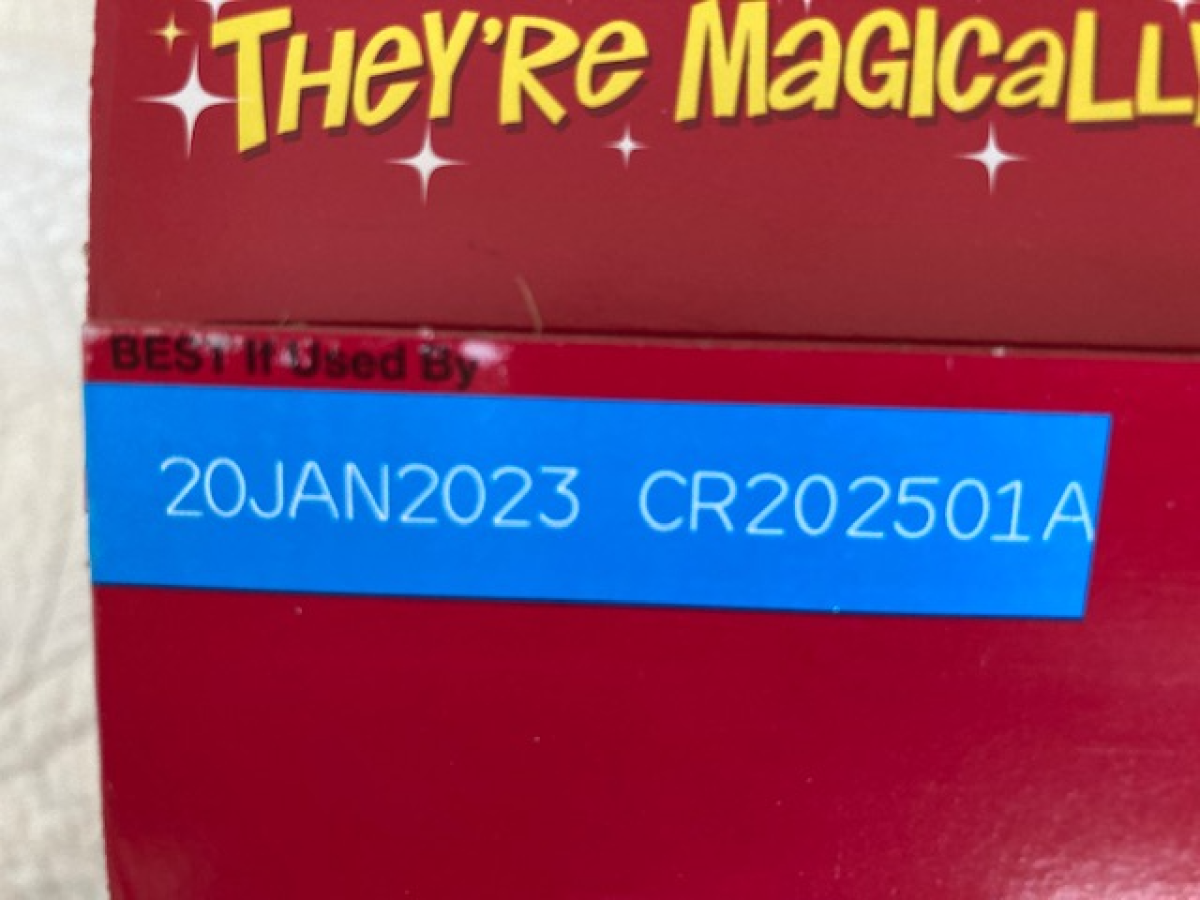 THEY'RE MAGICALLY
BEST If Used By
20JAN2023 CR202501A